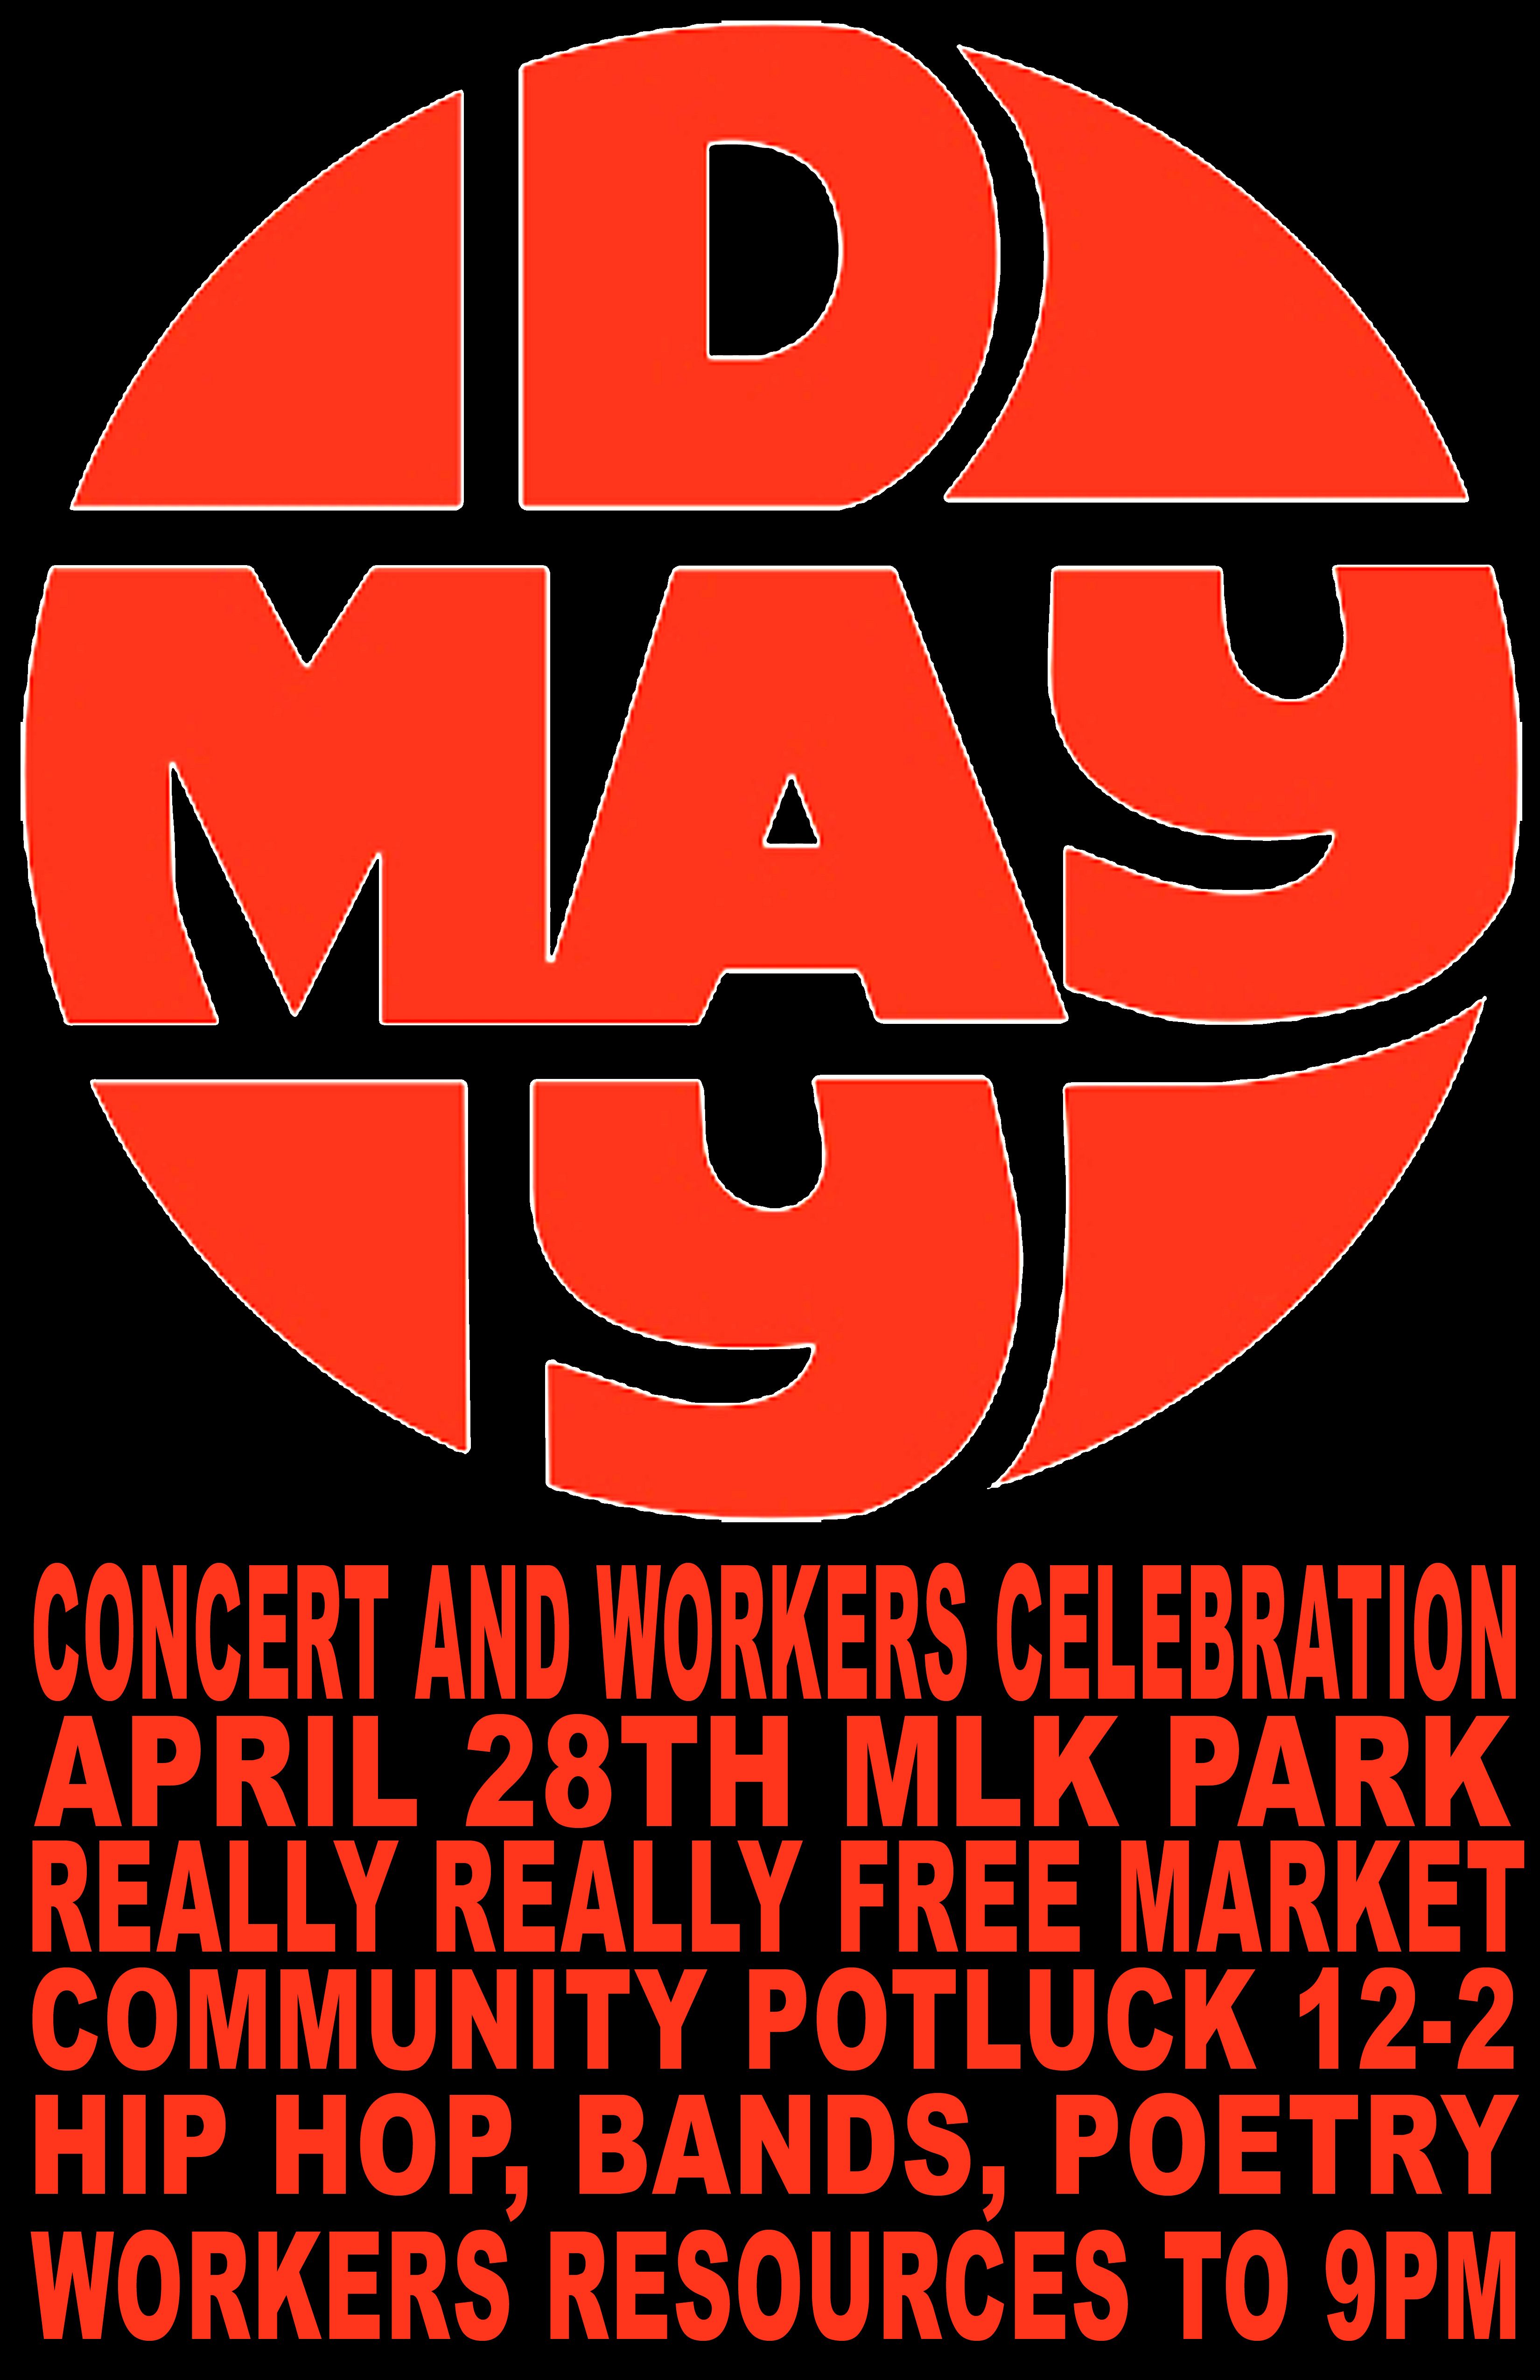 D
MAy
y
CONCERT AND WORKERS CELEBRATION
APRIL 28TH MLK PARK
REALLY REALLY FREE MARKET
COMMUNITY POTLUCK 12-2
HIP HOP, BANDS, POETRY
WORKERS RESOURCES TO 9PM